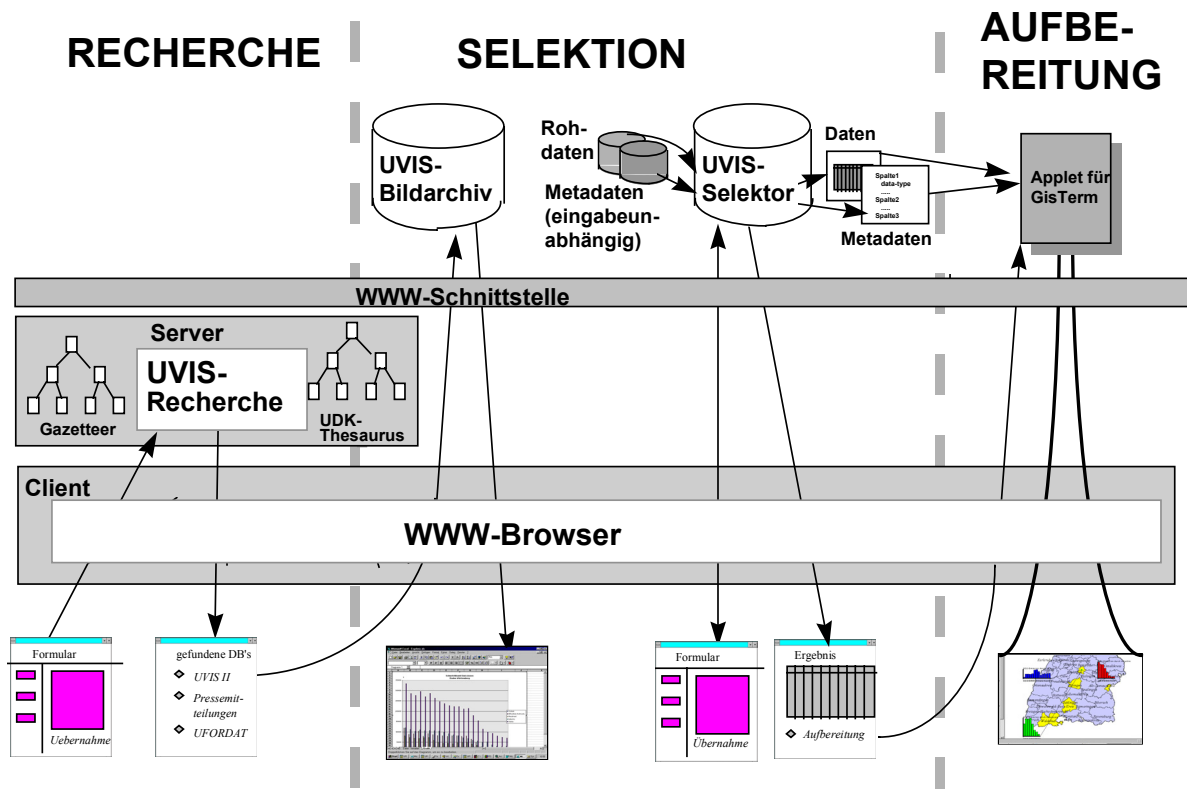 RECHERCHE
SELEKTION
AUFBE-
REITUNG
UVIS-
Bildarchiv
Roh-
daten
Metadaten
(eingabeun-
abhängig)
UVIS-
Selektor
Daten
Spalte1
data-type
.....
Spalte2
.....
Spalte3
Metadaten
Applet für
GisTerm
WWW-Schnittstelle
Server
UVIS-
Recherche
Gazetteer
UDK-
Thesaurus
Client
WWW-Browser
Formular
Uebernahme
gefundene DB's
UVIS II
Pressemit-
teilungen
UFORDAT
Formular
Übernahme
Ergebnis
Aufbereitung